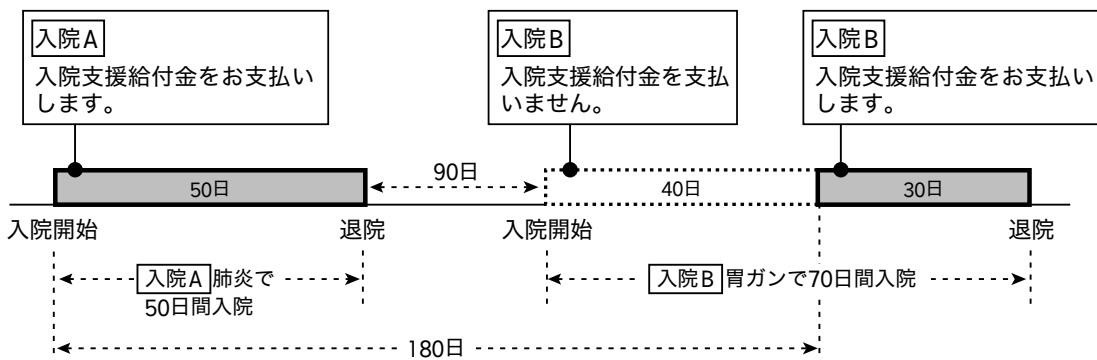 入院A
入院支援給付金をお支払い
します。
入院B
入院支援給付金を支払
いません。
入院B
入院支援給付金をお支払い
します。
50日
90日
40日
30日
入院開始
退院
入院開始
退院
入院A 肺炎で
50日間入院
入院B 胃ガンで70日間入院
180日